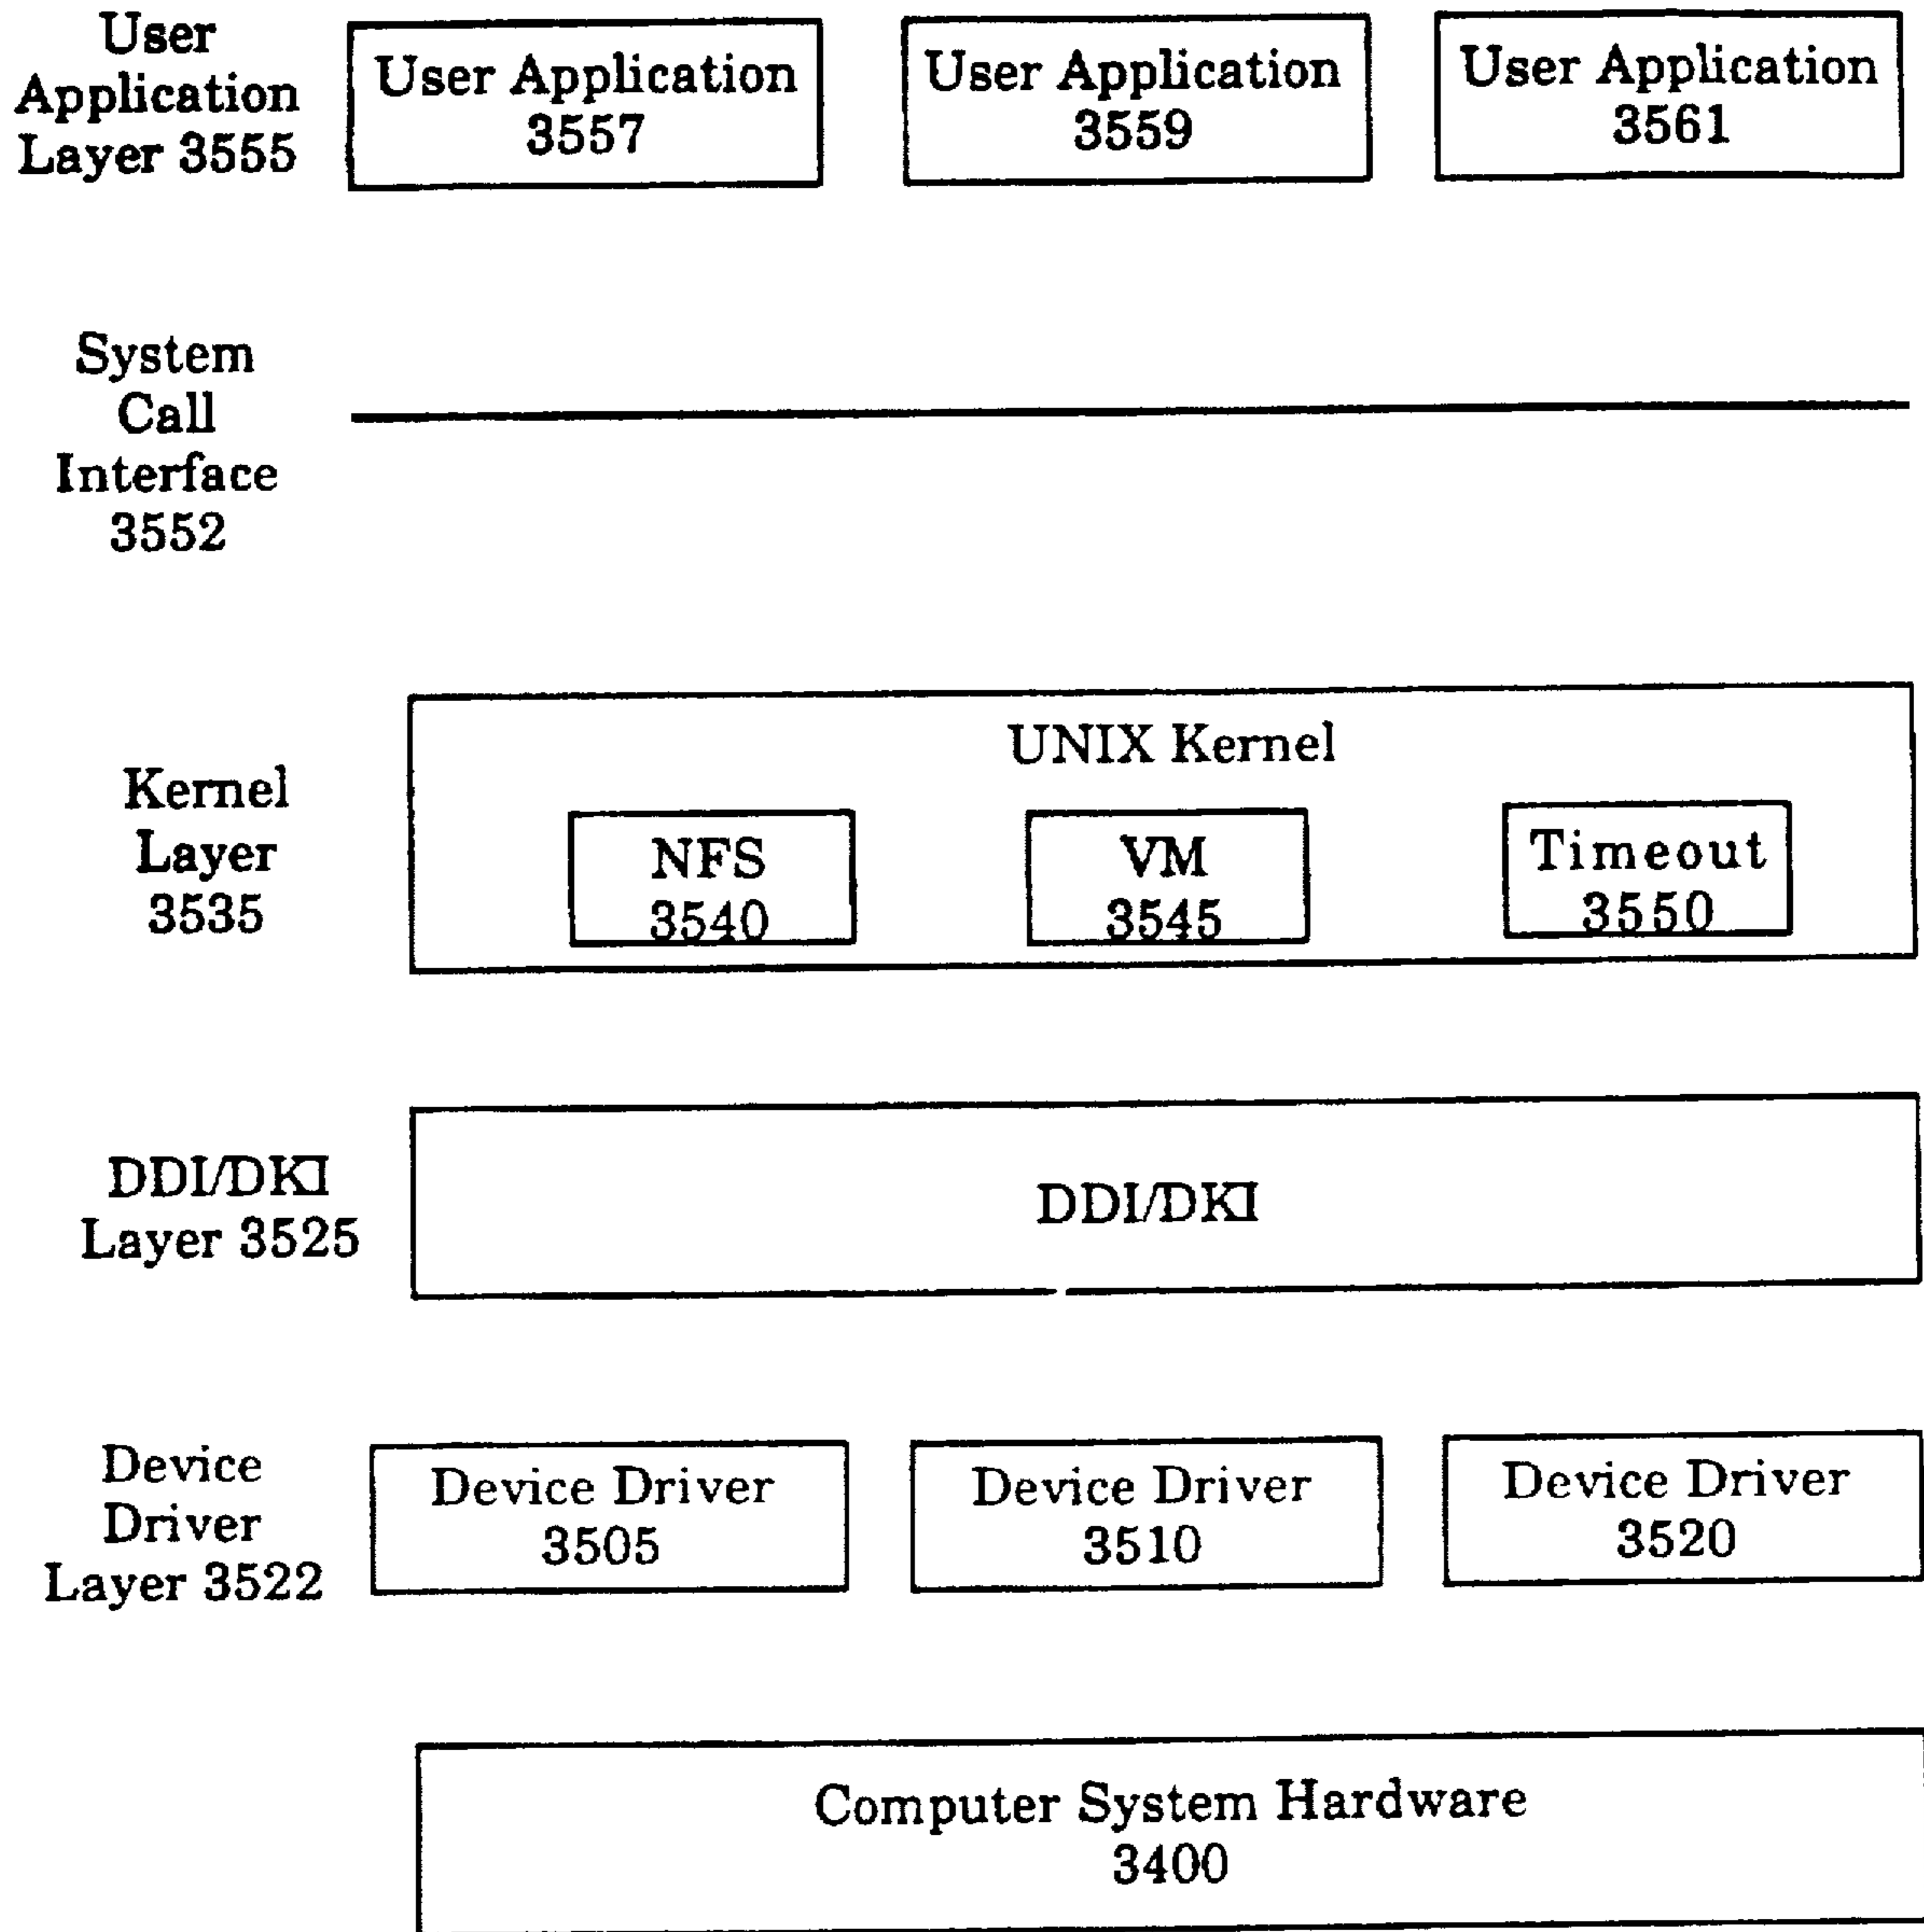 User
Application
Layer 3555
User Application
3557
User Application
3559
User Application
3561
System
Call
Interface
3552
Kernel
Layer
3535
UNIX Kernel
NFS
3540
VM
3545
Timeout
3550
DDI/DKI
Layer 3525
DDI/DKI
Device
Driver
Layer 3522
Device Driver
3505
Device Driver
3510
Device Driver
3520
Computer System Hardware
3400